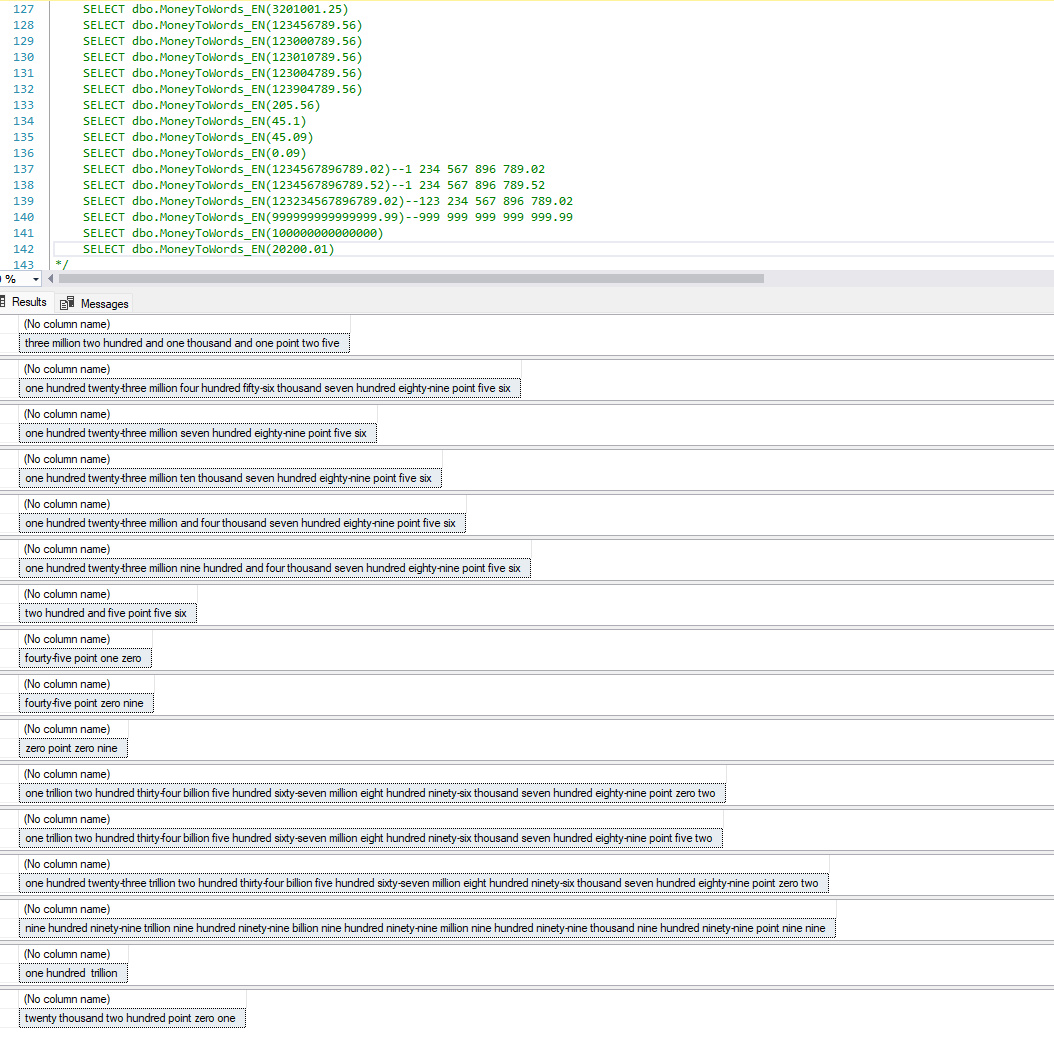 127 SELECT dbo.MoneyToWords_EN(3201001.25)
128 SELECT dbo.MoneyToWords_EN(123456789.56)
129 SELECT dbo.MoneyToWords_EN(123000789.56)
130 SELECT dbo.MoneyToWords_EN(123010789.56)
131 SELECT dbo.MoneyToWords_EN(123004789.56)
132 SELECT dbo.MoneyToWords_EN(123904789.56)
133 SELECT dbo.MoneyToWords_EN(205.56)
134 SELECT dbo.MoneyToWords_EN(45.1)
135 SELECT dbo.MoneyToWords_EN(45.09)
136 SELECT dbo.MoneyToWords_EN(0.09)
137 SELECT dbo.MoneyToWords_EN(1234567896789.02)--1 234 567 896 789.02
138 SELECT dbo.MoneyToWords_EN(1234567896789.52)--1 234 567 896 789.52
139 SELECT dbo.MoneyToWords_EN(123234567896789.02)--123 234 567 896 789.02
140 SELECT dbo.MoneyToWords_EN(999999999999999.99)--999 999 999 999 999.99
141 SELECT dbo.MoneyToWords_EN(100000000000000)
142 SELECT dbo.MoneyToWords_EN(20200.01)
143 */
%
Results Messages
(No column name)
three million two hundred and one thousand and one point two five
(No column name)
one hundred twenty-three million four hundred fifty-six thousand seven hundred eighty-nine point five six
(No column name)
one hundred twenty-three million seven hundred eighty-nine point five six
(No column name)
one hundred twenty-three million ten thousand seven hundred eighty-nine point five six
(No column name)
one hundred twenty-three million and four thousand seven hundred eighty-nine point five six
(No column name)
one hundred twenty-three million nine hundred and four thousand seven hundred eighty-nine point five six
(No column name)
two hundred and five point five six
(No column name)
fourty-five point one zero
(No column name)
fourty-five point zero nine
(No column name)
zero point zero nine
(No column name)
one trillion two hundred thirty-four billion five hundred sixty-seven million eight hundred ninety-six thousand seven hundred eighty-nine point zero two
(No column name)
one trillion two hundred thirty-four billion five hundred sixty-seven million eight hundred ninety-six thousand seven hundred eighty-nine point five two
(No column name)
one hundred twenty-three trillion two hundred thirty-four billion five hundred sixty-seven million eight hundred ninety-six thousand seven hundred eighty-nine point zero two
(No column name)
nine hundred ninety-nine trillion nine hundred ninety-nine billion nine hundred ninety-nine million nine hundred ninety-nine thousand nine hundred ninety-nine point nine nine
(No column name)
one hundred  trillion
(No column name)
twenty thousand two hundred point zero one